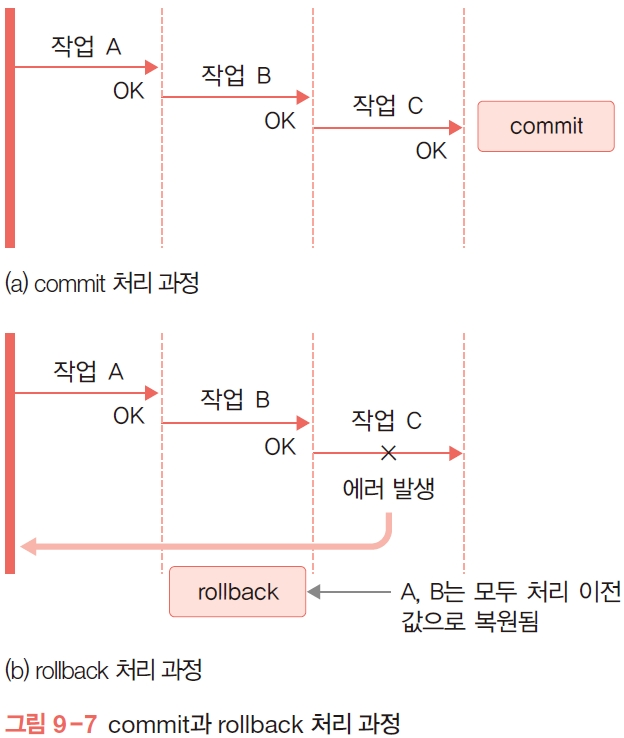 작업 A
OK
작업 B
OK
작업 C
OK
commit
(a) commit 처리 과정
작업 A
OK
작업 B
OK
작업 C
에러 발생
rollback
A, B는 모두 처리 이전
값으로 복원됨
(b) rollback 처리 과정
그림 9-7 commit과 rollback 처리 과정